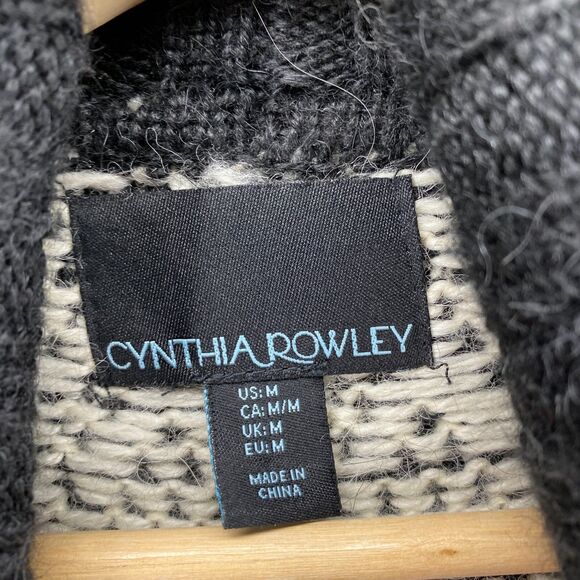 CYNTHIA ROWLEY
US: M
CA: M/M
UK: M
EU: M
MADE IN
CHINA